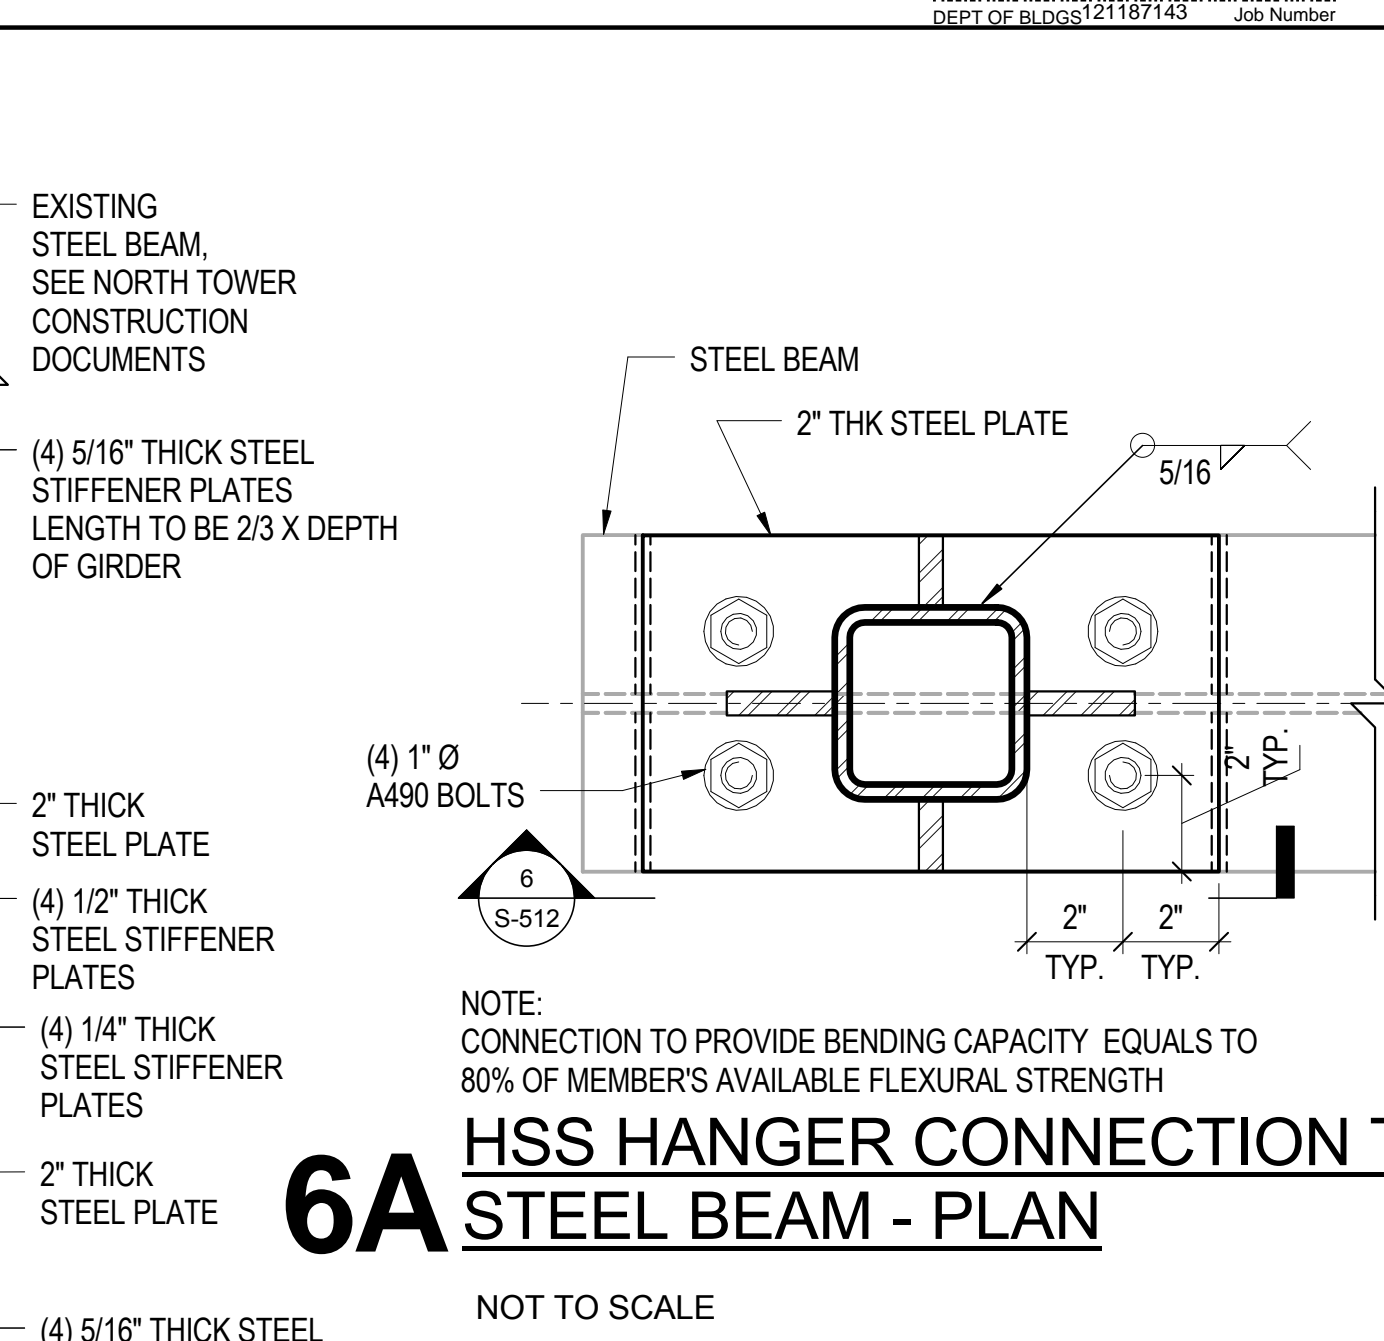 DEPT OF BLDGS121187143 Job Number
EXISTING
STEEL BEAM,
SEE NORTH TOWER
CONSTRUCTION
DOCUMENTS
(4) 5/16" THICK STEEL
STIFFENER PLATES
LENGTH TO BE 2/3 X DEPTH
OF GIRDER
2" THICK
STEEL PLATE
(4) 1/2" THICK
STEEL STIFFENER
PLATES
(4) 1/4" THICK
STEEL STIFFENER
PLATES
2" THICK
STEEL PLATE
(4) 5/16" THICK STEEL
STEEL BEAM
2" THK STEEL PLATE
5/16
(4) 1" Ø
A490 BOLTS
2"
TYP.
6
S-512
2" 2"
TYP. TYP.
NOTE:
CONNECTION TO PROVIDE BENDING CAPACITY EQUALS TO
80% OF MEMBER'S AVAILABLE FLEXURAL STRENGTH
6A
HSS HANGER CONNECTION
STEEL BEAM - PLAN
NOT TO SCALE